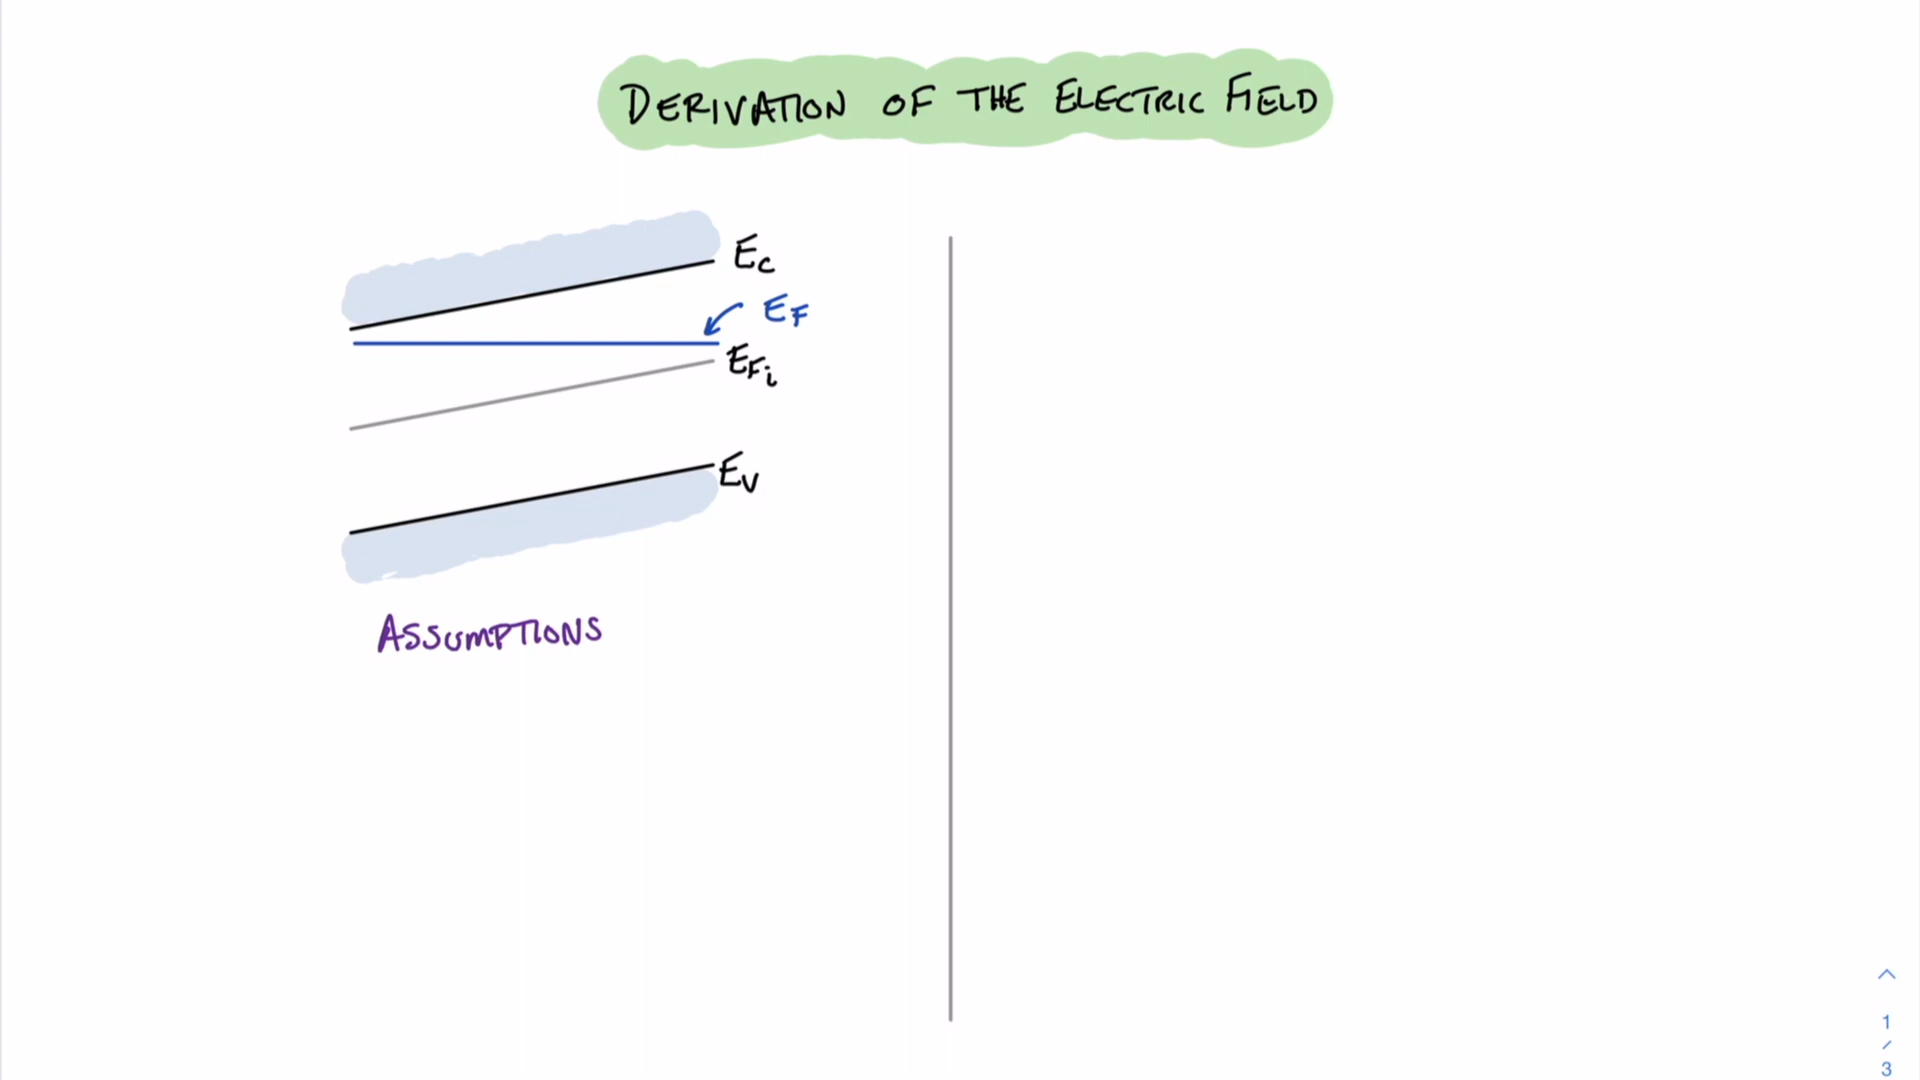 DERIVATION OF THE ELECTRIC FIELD
Ec
EF
EFi
Ev
ASSUMPTIONS
1
/
3